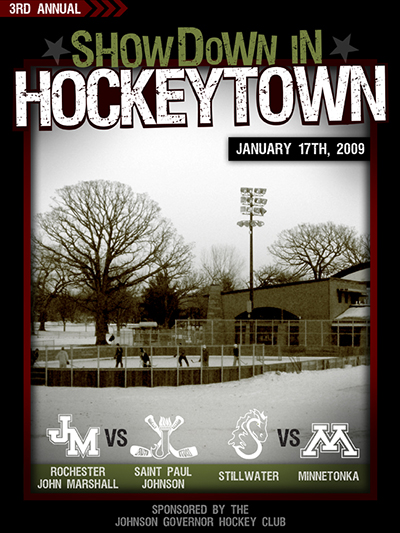 3RD ANNUAL
SHOWDOWN IN
HOCKEYTOWN
JANUARY 17TH, 2009
JM VS VS M
ROCHESTER
JOHN MARSHALL
SAINT PAUL
JOHNSON
STILLWATER
MINNETONKA
SPONSORED BY THE
JOHNSON GOVERNOR HOCKEY CLUB